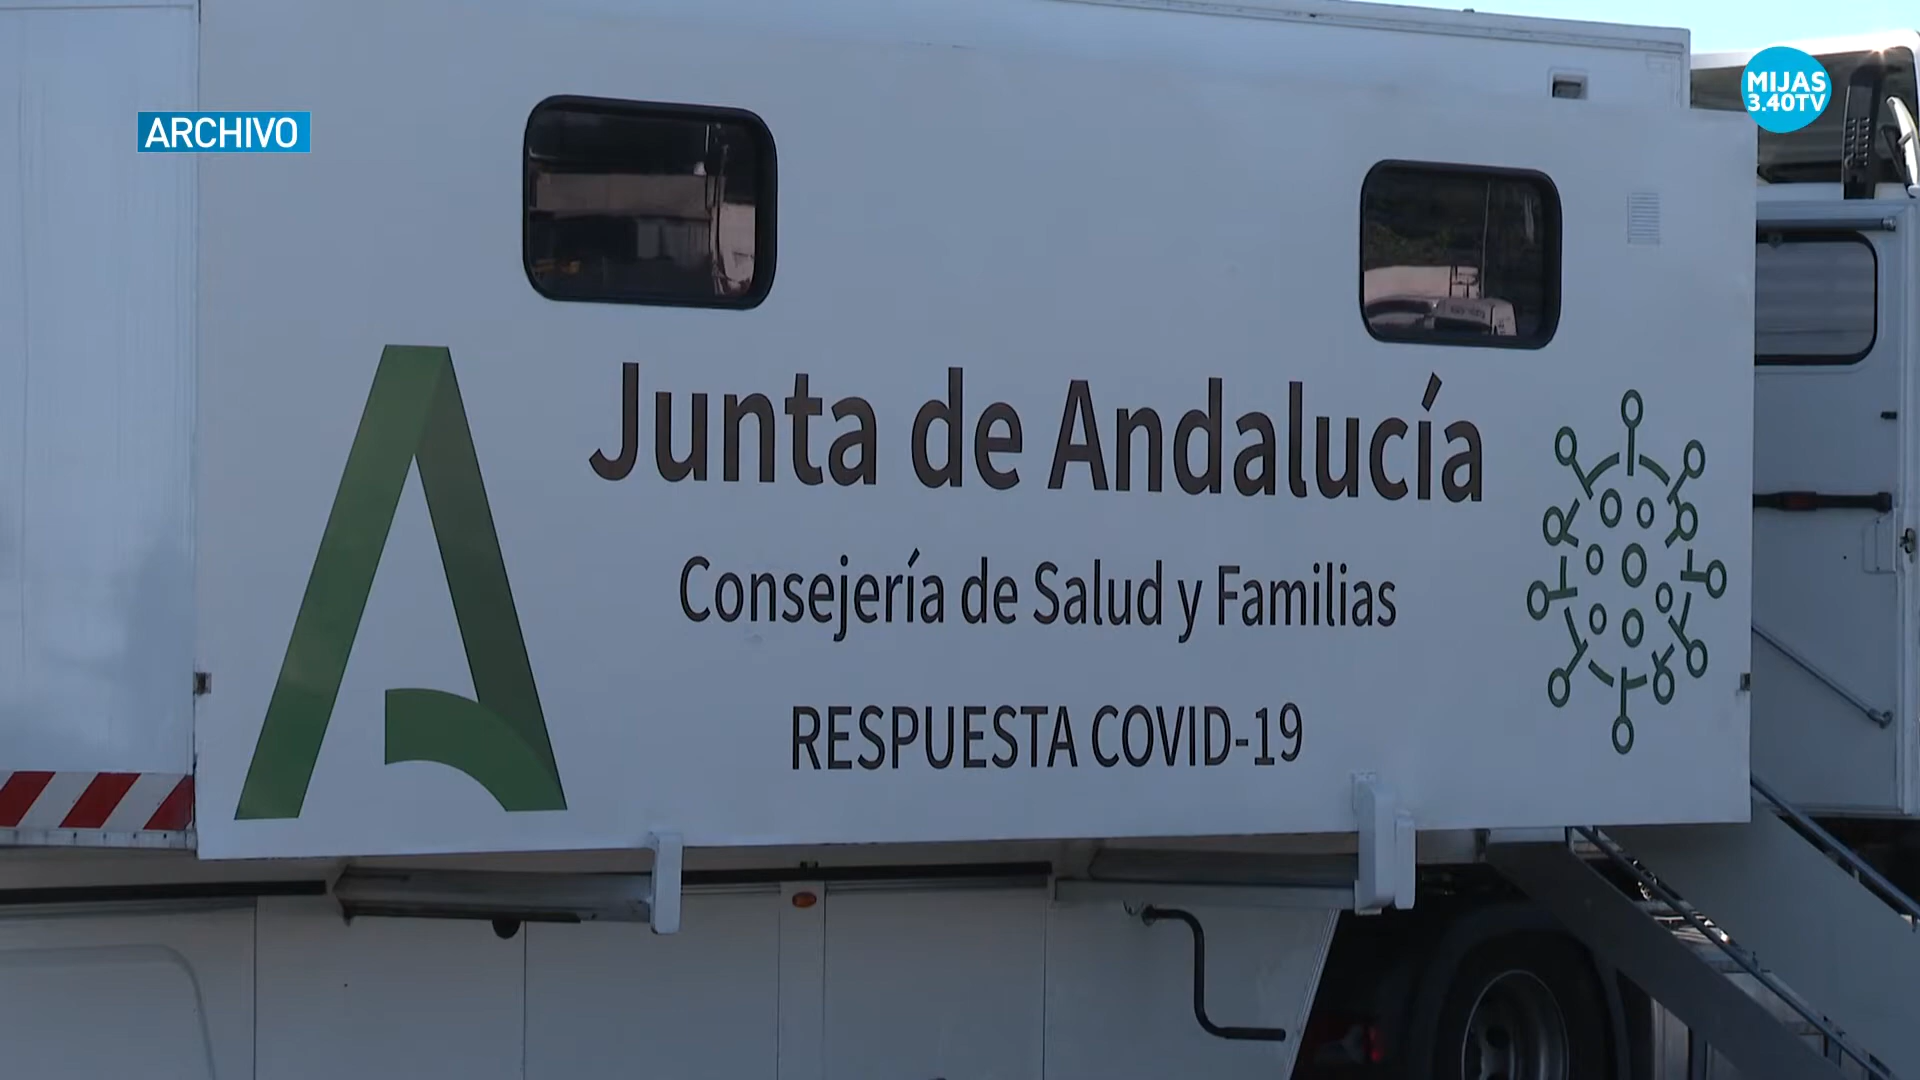 ARCHIVO
MIJAS
3.40TV
Junta de Andalucía
Consejería de Salud y Familias
RESPUESTA COVID-19